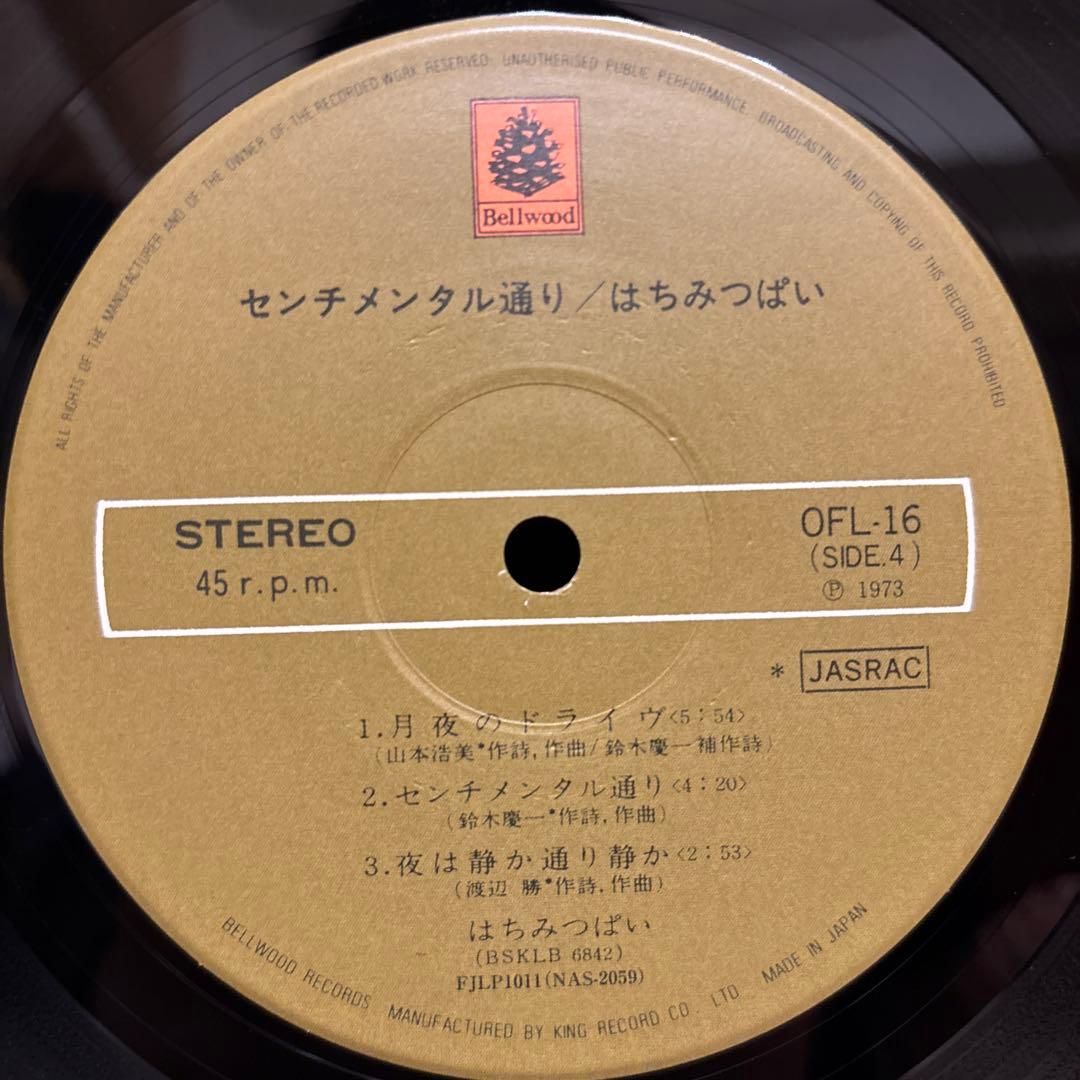 ALL RIGHTS OF THE MANUFACTURER AND OF THE OWNER OF THE RECORDED WORK RESERVED. UNAUTHORISED PUBLIC PERFORMANCE, BROADCASTING AND COPYING OF THIS RECORD PROHIBITED
Bellwood
センチメンタル通り/はちみつぱい
STEREO
45 r.p.m.
OFL-16
(SIDE.4)
Ⓟ 1973
* JASRAC
1.月夜のドライヴ<5:54>
(山本浩美*作詩,作曲/鈴木慶一補作詩)
2.センチメンタル通り<4:20>
(鈴木慶一*作詩,作曲)
3.夜は静か通り静か<2:53>
(渡辺 勝*作詩,作曲)
はちみつぱい
(BSKLB 6842)
FJLP1011(NAS-2059)
BELLWOOD RECORDS MANUFACTURED BY KING RECORD CO. LTD. MADE IN JAPAN